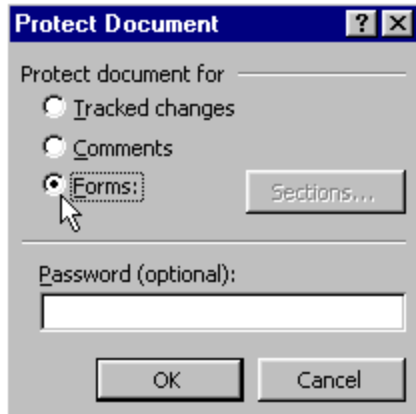 Protect Document
Protect document for
Tracked changes
Comments
Forms:
Sections...
Password (optional):
OK
Cancel